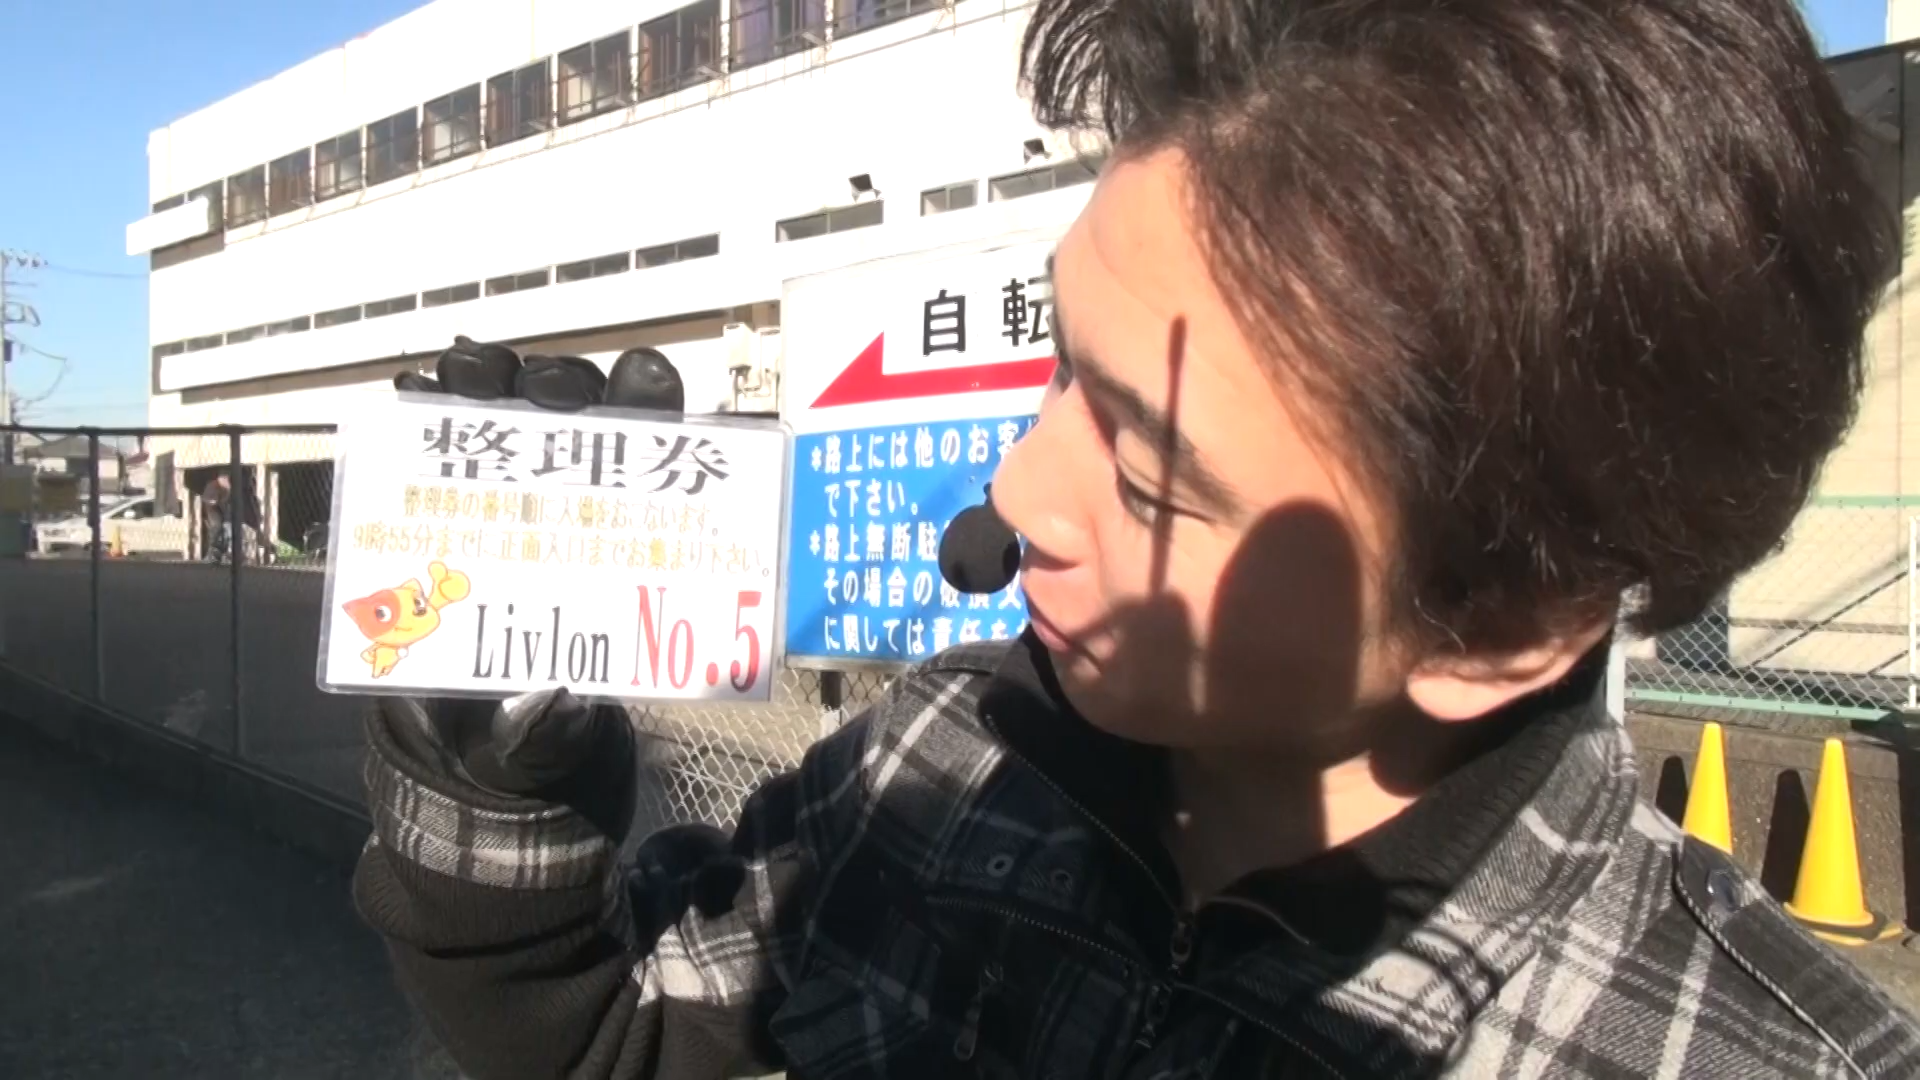 整理券
整理券の番号順に入場をおこないます。
9時55分までに正面入口までお集まり下さい。
Livlon No.5
自転
*路上には他のお客
で下さい。
*路上無断駐
その場合の破損
に関しては責任を